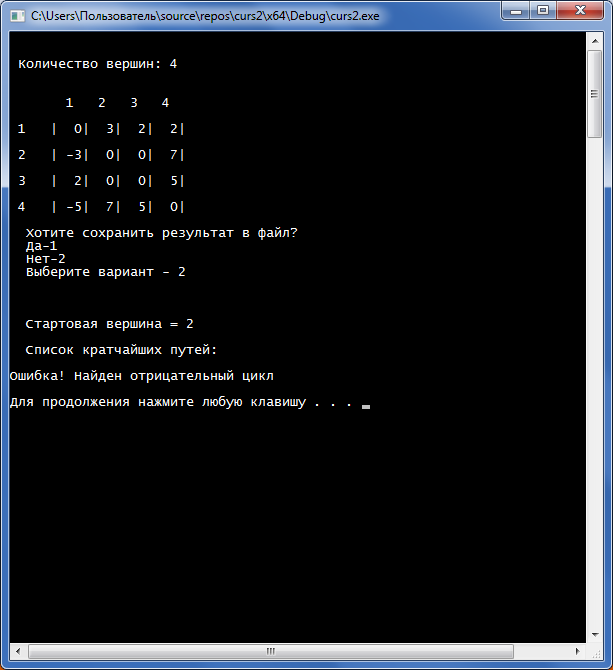 C:\Users\Пользователь\source\repos\curs2\x64\Debug\curs2.exe
Количество вершин: 4
1 2 3 4
1 | 0| 3| 2| 2|
2 | -3| 0| 0| 7|
3 | 2| 0| 0| 5|
4 | -5| 7| 5| 0|
Хотите сохранить результат в файл?
Да-1
Нет-2
Выберите вариант - 2
Стартовая вершина = 2
Список кратчайших путей:
Ошибка! Найден отрицательный цикл
Для продолжения нажмите любую клавишу . . .